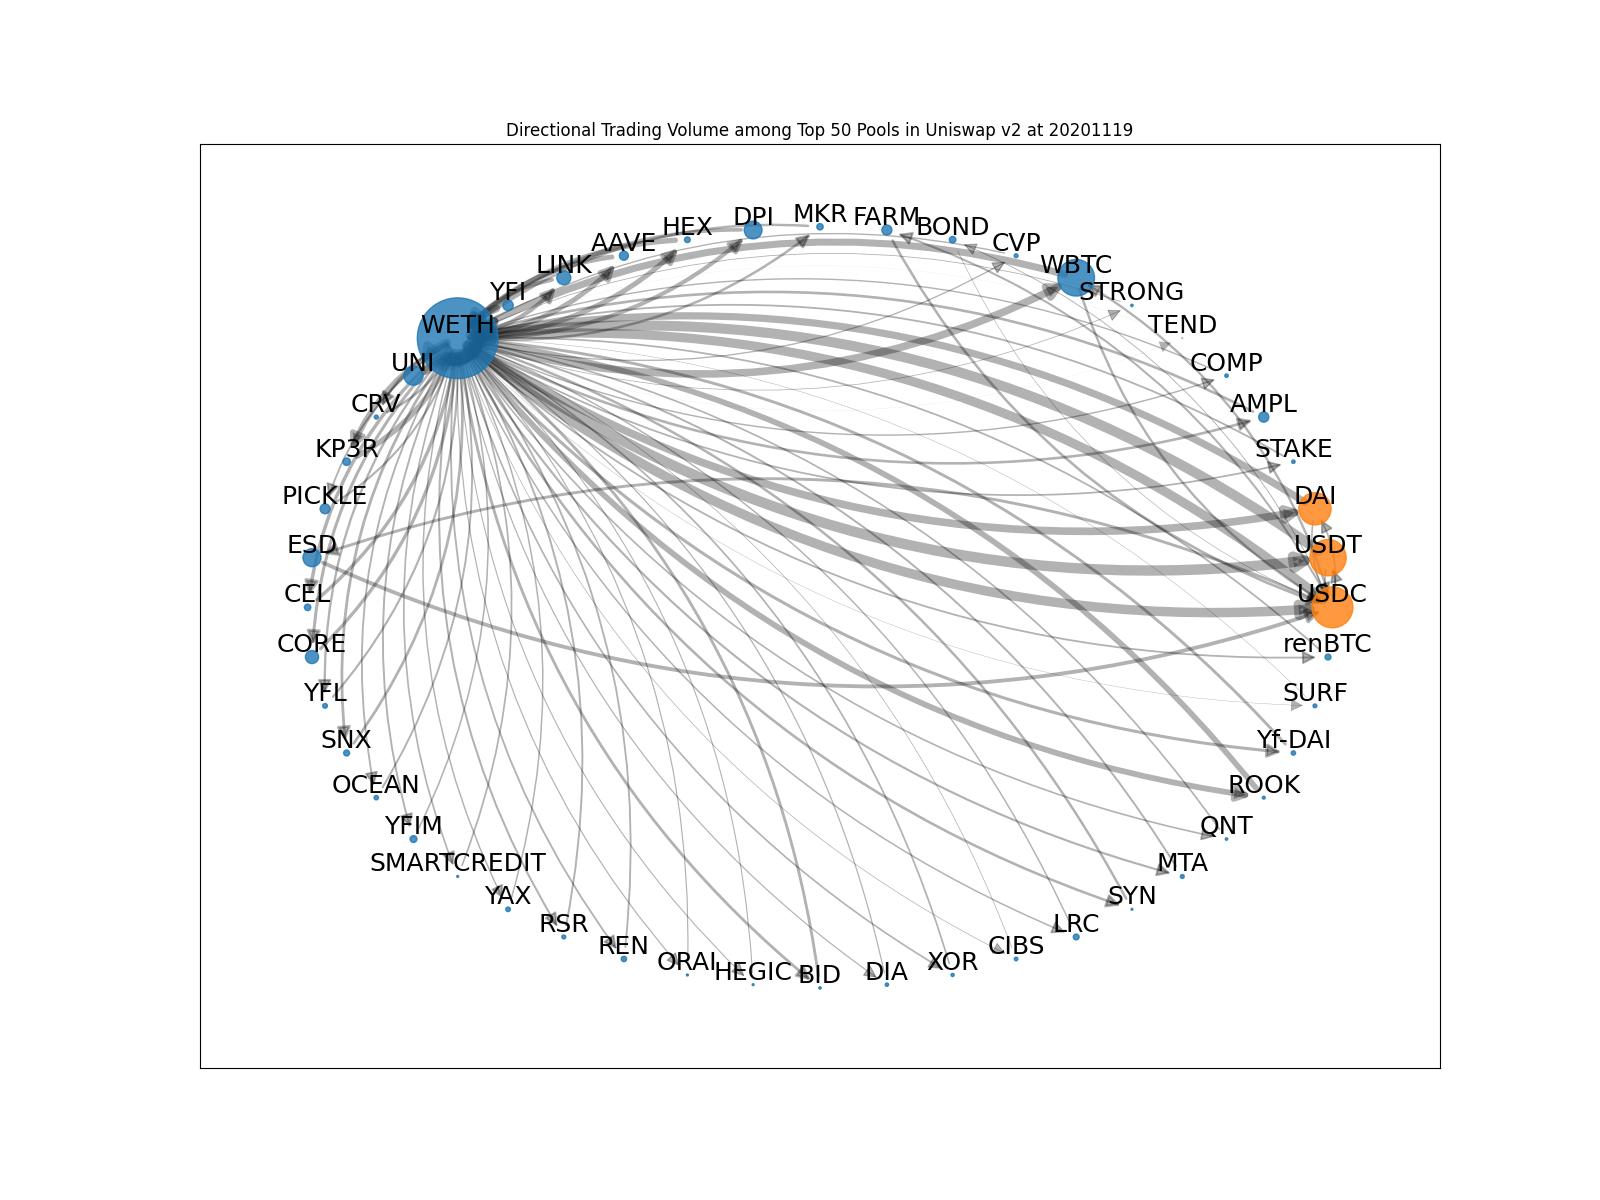 Directional Trading Volume among Top 50 Pools in Uniswap v2 at 20201119
MKR
DPI
FARM
HEX
BOND
AAVE
CVP
LINK
WBTC
YFI
STRONG
WETH
TEND
UNI
COMP
CRV
AMPL
KP3R
STAKE
PICKLE
DAI
ESD
USDT
CEL
USDC
CORE
renBTC
YFL
SURF
SNX
Yf-DAI
OCEAN
ROOK
YFIM
QNT
SMARTCREDIT
MTA
YAX
SYN
RSR
LRC
REN
CIBS
ORAI
XOR
HEGIC
DIA
BID